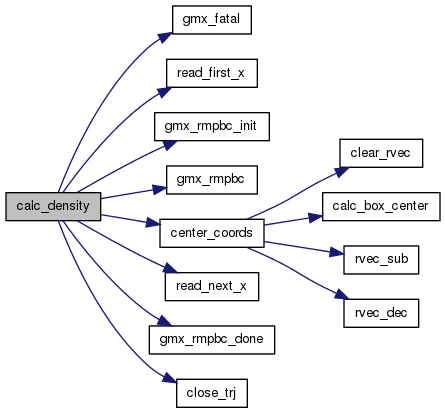 gmx_fatal
read_first_x
gmx_rmpbc_init
clear_rvec
gmx_rmpbc
calc_density
calc_box_center
center_coords
rvec_sub
read_next_x
rvec_dec
gmx_rmpbc_done
close_trj